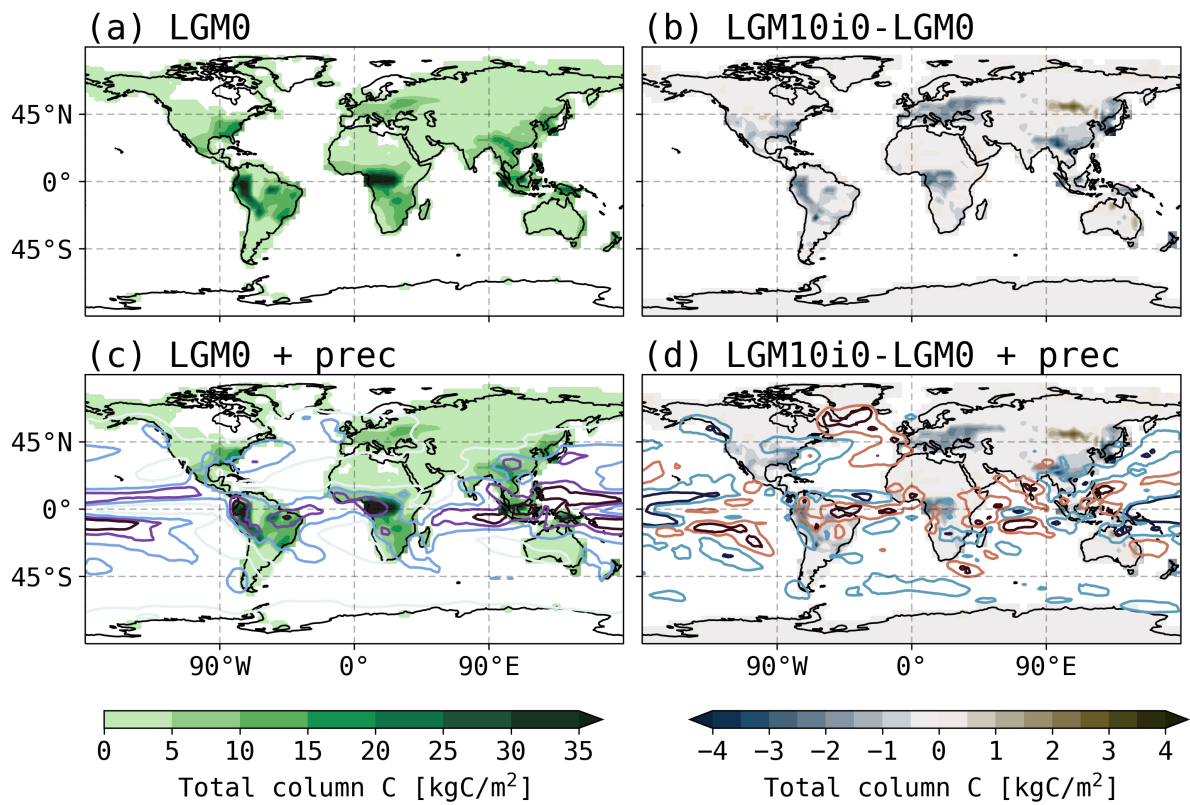 (a) LGM0
(b) LGM10i0-LGM0
45°N
0°
45°S
(c) LGM0 + prec
(d) LGM10i0-LGM0 + prec
45°N
0°
45°S
90°W 0° 90°E
90°W 0° 90°E
0 5 10 15 20 25 30 35
Total column C [kgC/m²]
−4 −3 −2 −1 0 1 2 3 4
Total column C [kgC/m²]